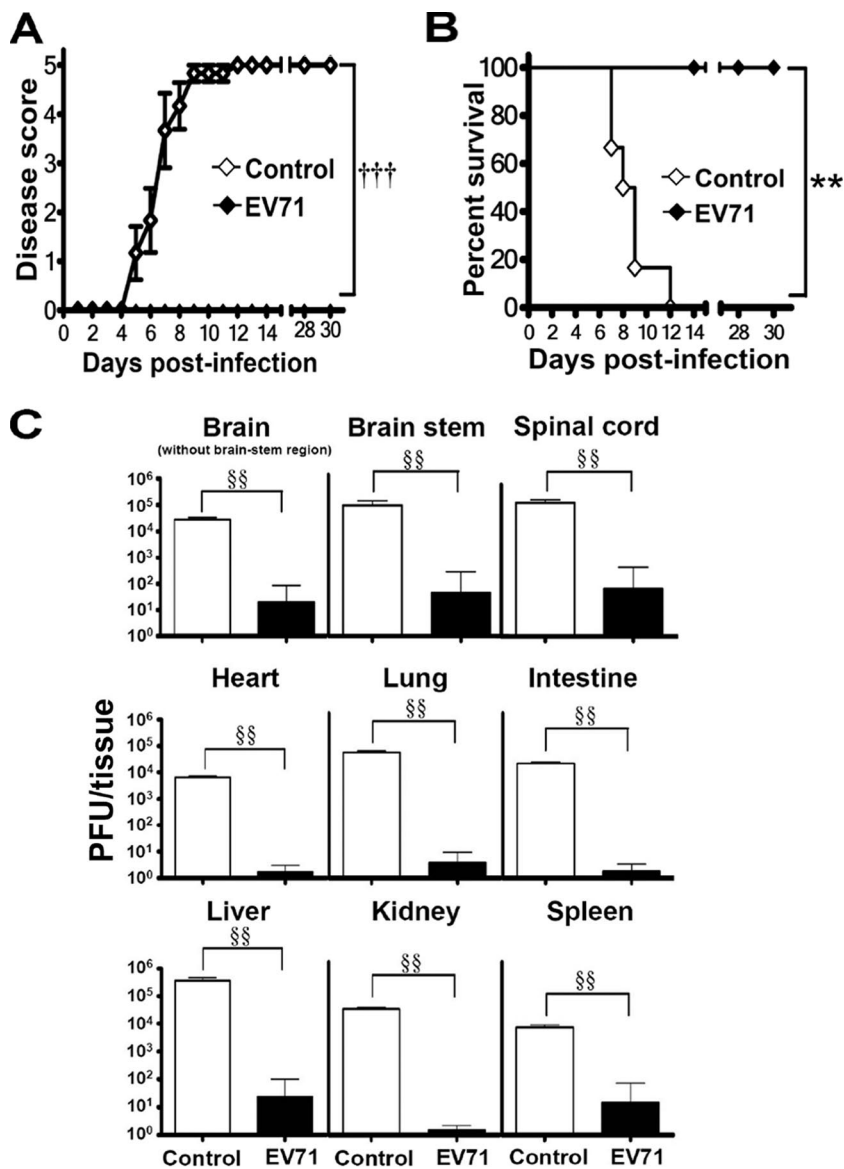 A
Disease score
5
4
3
2
1
0
Control
EV71
†††
0 2 4 6 8 10 12 14 28 30
Days post-infection
B
Percent survival
100
80
60
40
20
0
Control
EV71
**
0 2 4 6 8 10 12 14 28 30
Days post-infection
C
PFU/tissue
Brain
(without brain-stem region)
Brain stem
Spinal cord
§§ §§ §§
10⁶
10⁵
10⁴
10³
10²
10¹
10⁰
Heart Lung Intestine
§§ §§ §§
10⁶
10⁵
10⁴
10³
10²
10¹
10⁰
Liver Kidney Spleen
§§ §§ §§
10⁶
10⁵
10⁴
10³
10²
10¹
10⁰
Control EV71 Control EV71 Control EV71